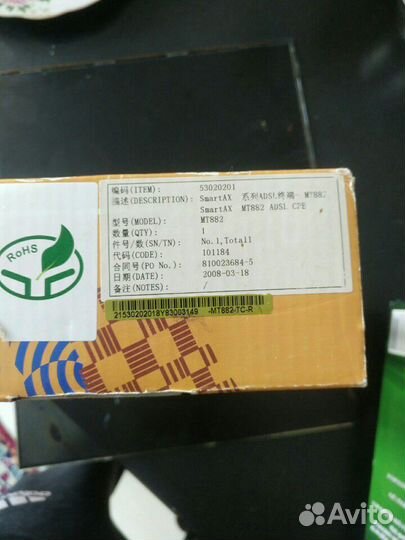 编码(ITEM): 53020201
描述(DESCRIPTION): SmartAX 系列ADSL终端- MT882
SmartAX MT882 ADSL CPE
型号(MODEL): MT882
数量(QTY): 1
件号/数(SN/TN): No.1,Total1
代码(CODE): 101184
合同号(PO No.): 810023684-5
日期(DATE): 2008-03-18
备注(NOTES): /
21530202018Y83003149 -MT882-TC-R
RoHS
Avito